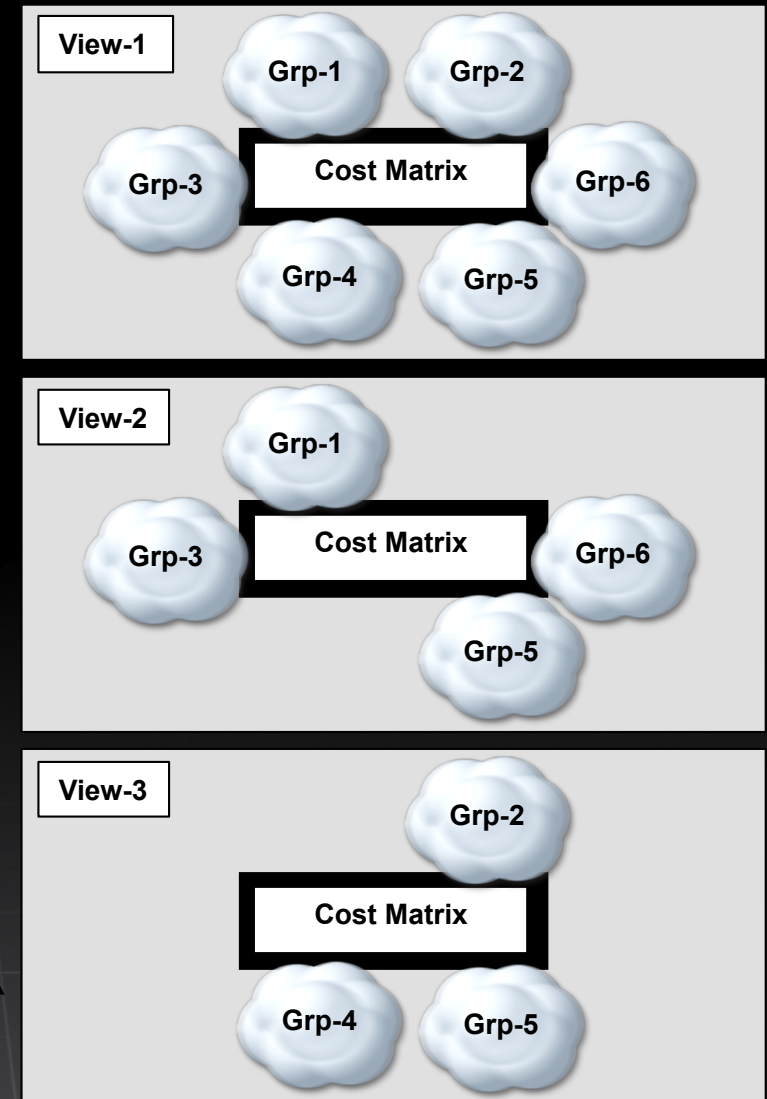 View-1
Grp-1
Grp-2
Grp-3
Cost Matrix
Grp-6
Grp-4
Grp-5
View-2
Grp-1
Grp-3
Cost Matrix
Grp-6
Grp-5
View-3
Grp-2
Cost Matrix
Grp-4
Grp-5